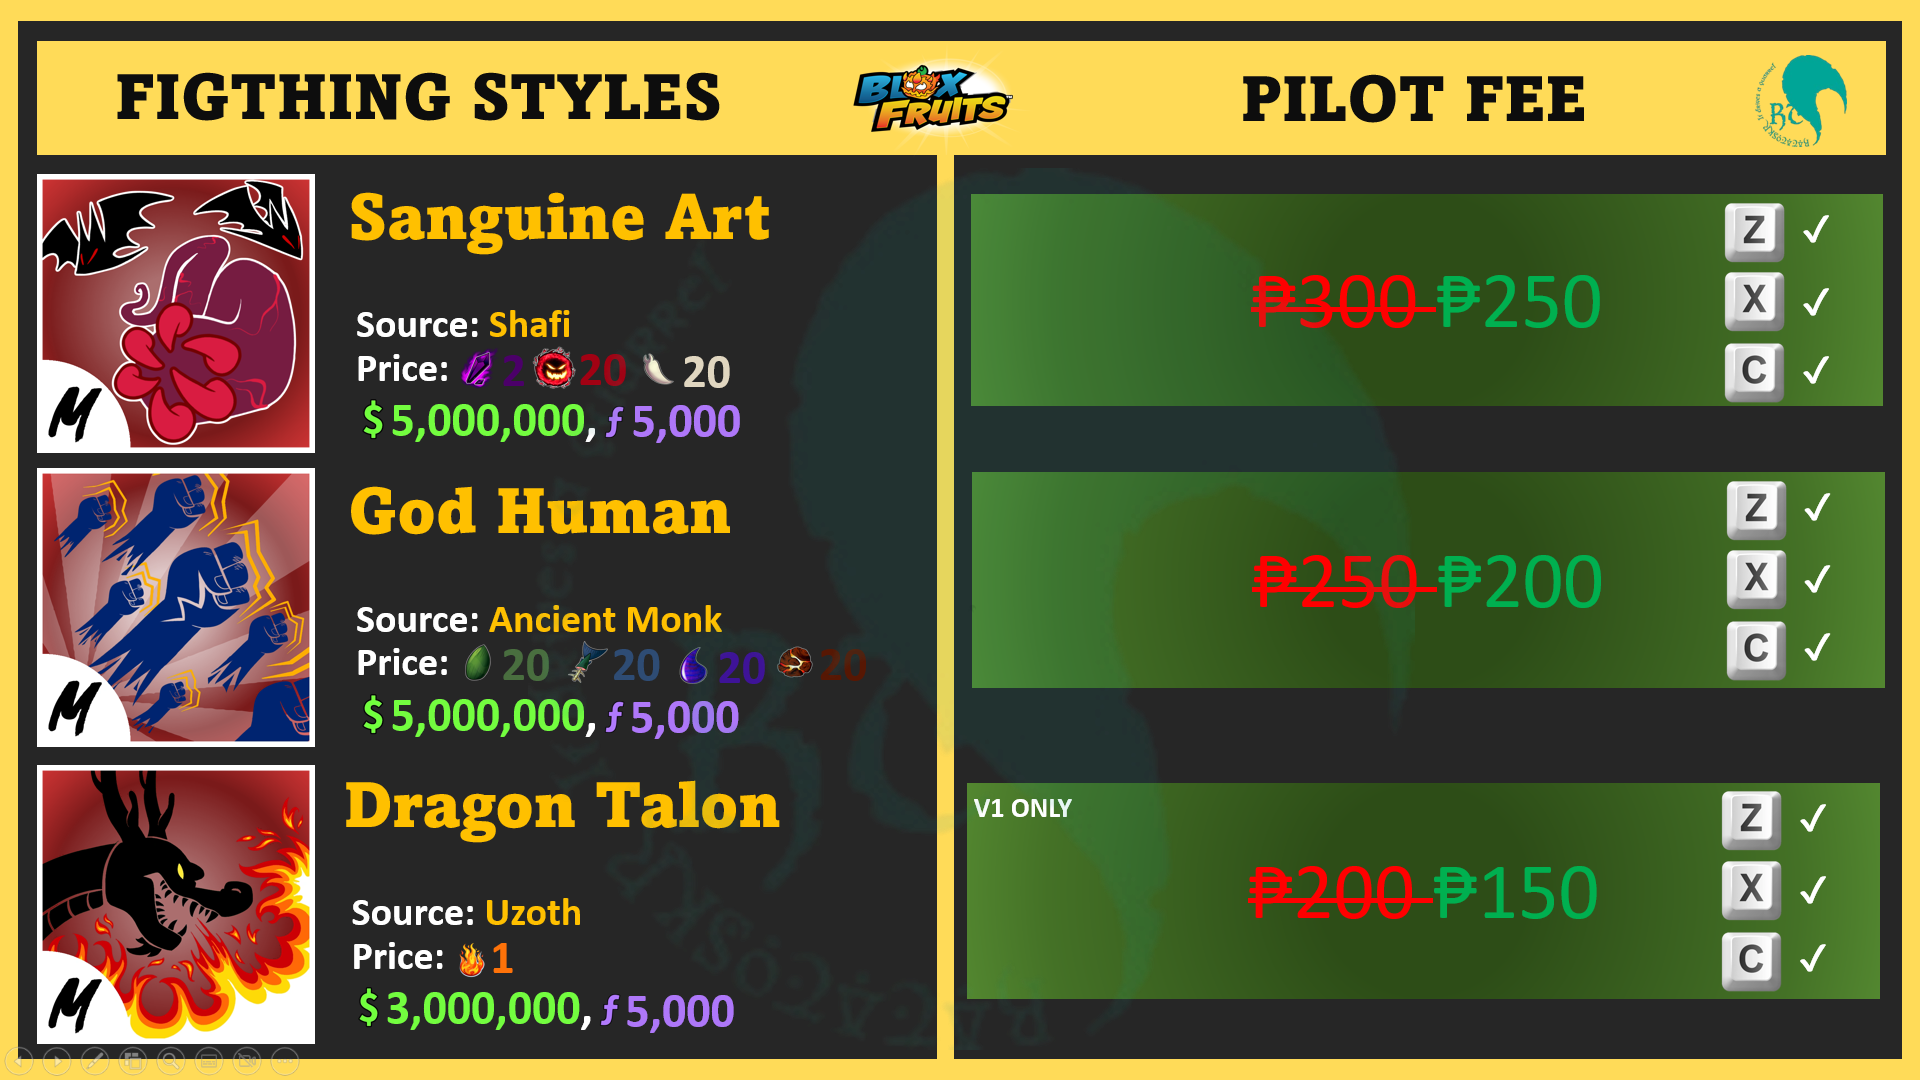 FIGTHING STYLES
BLOX FRUITS
PILOT FEE
RC
Sanguine Art
Source: Shafi
Price: 2 20 20
$ 5,000,000, ƒ 5,000
M
₱300 ₱250
Z ✓
X ✓
C ✓
God Human
Source: Ancient Monk
Price: 20 20 20 20
$ 5,000,000, ƒ 5,000
M
₱250 ₱200
Z ✓
X ✓
C ✓
Dragon Talon
Source: Uzoth
Price: 1
$ 3,000,000, ƒ 5,000
M
V1 ONLY
₱200 ₱150
Z ✓
X ✓
C ✓